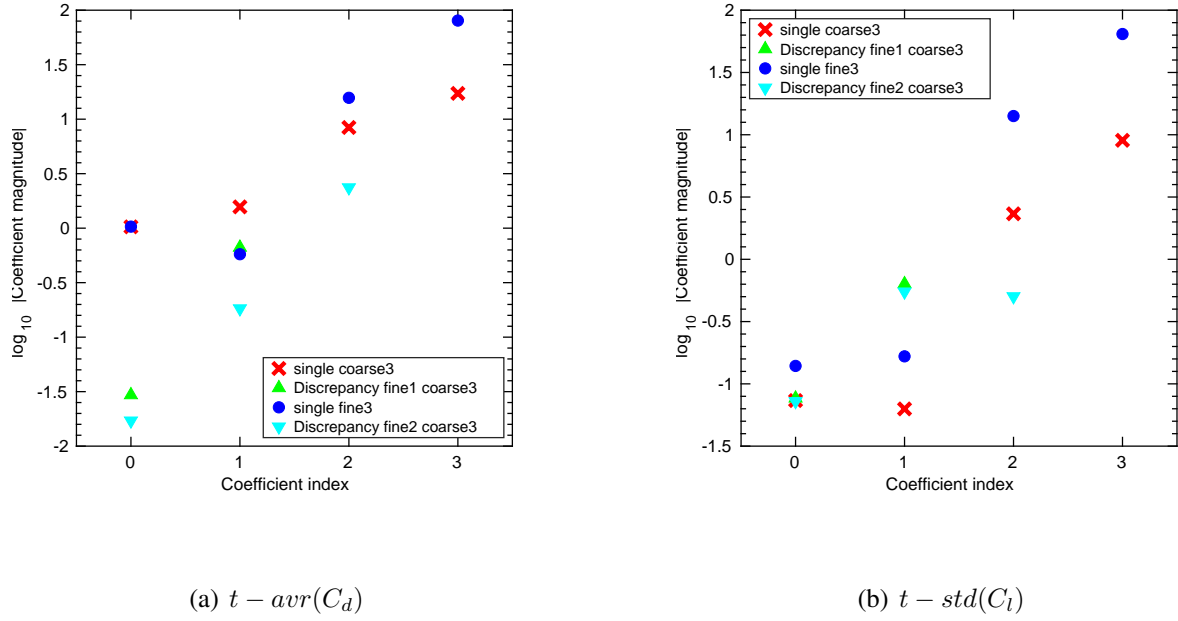 2
1.5
1
0.5
0
-0.5
-1
-1.5
-2
log10 |Coefficient magnitude|
single coarse3
Discrepancy fine1 coarse3
single fine3
Discrepancy fine2 coarse3
0 1 2 3
Coefficient index
(a) t − avr(Cd)
2
1.5
1
0.5
0
-0.5
-1
-1.5
log10 |Coefficient magnitude|
single coarse3
Discrepancy fine1 coarse3
single fine3
Discrepancy fine2 coarse3
0 1 2 3
Coefficient index
(b) t − std(Cl)